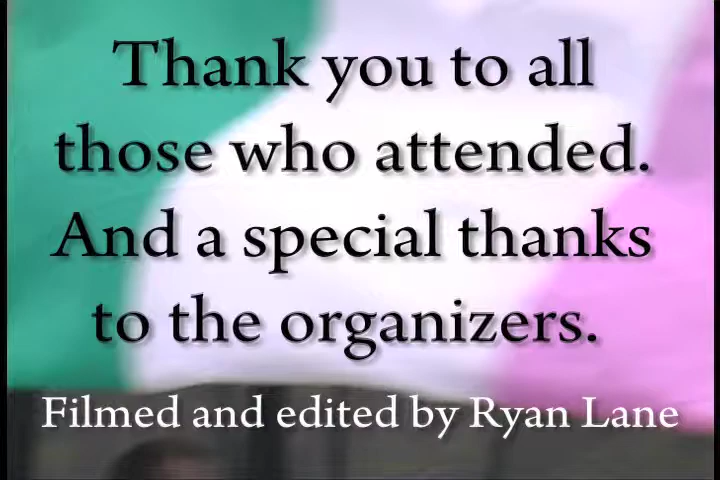 Thank you to all
those who attended.
And a special thanks
to the organizers.
Filmed and edited by Ryan Lane